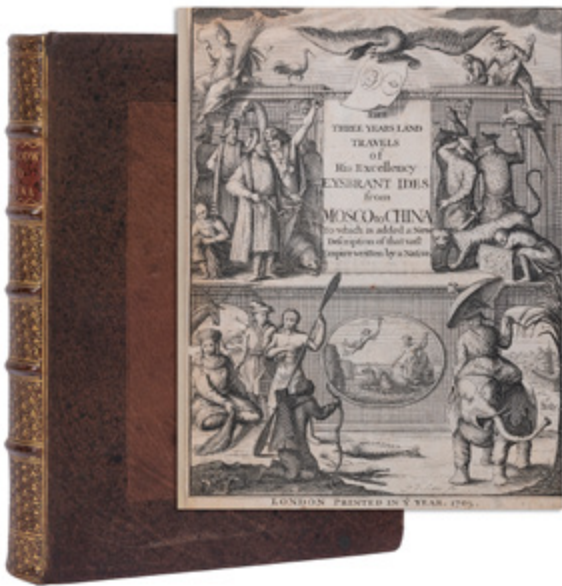 THREE YEARS LAND
TRAVELS
of
His Excellency
EYSBRANT IDES
from
MOSCO to CHINA
to which is added a New
Description of that vast
Empire written by a Native
LONDON PRINTED IN Yᵉ YEAR. 1705.